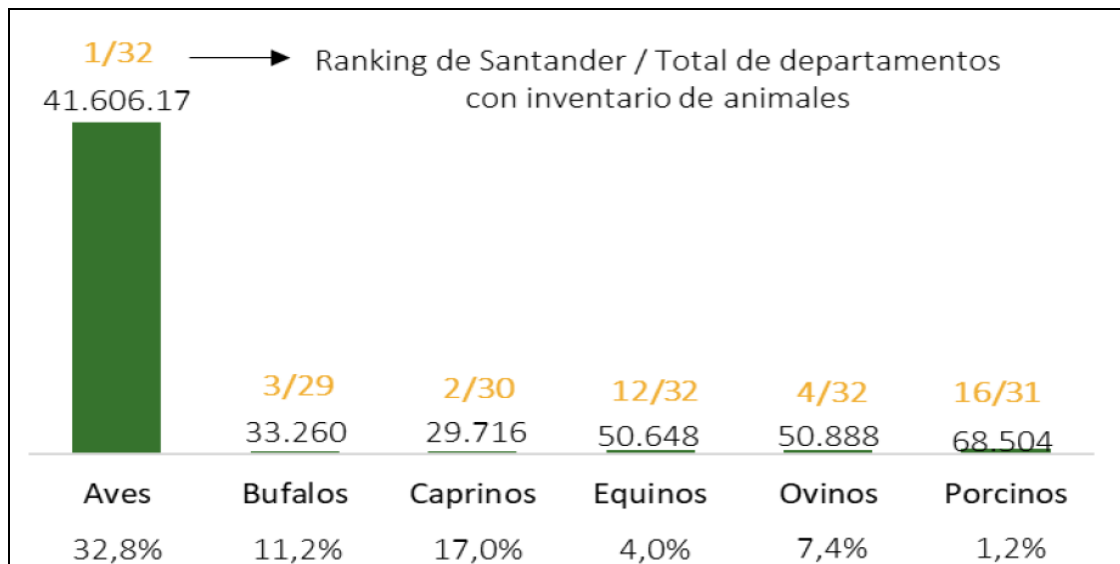 1/32
Ranking de Santander / Total de departamentos
con inventario de animales
41.606.17
3/29 2/30 12/32 4/32 16/31
33.260 29.716 50.648 50.888 68.504
Aves Bufalos Caprinos Equinos Ovinos Porcinos
32,8% 11,2% 17,0% 4,0% 7,4% 1,2%